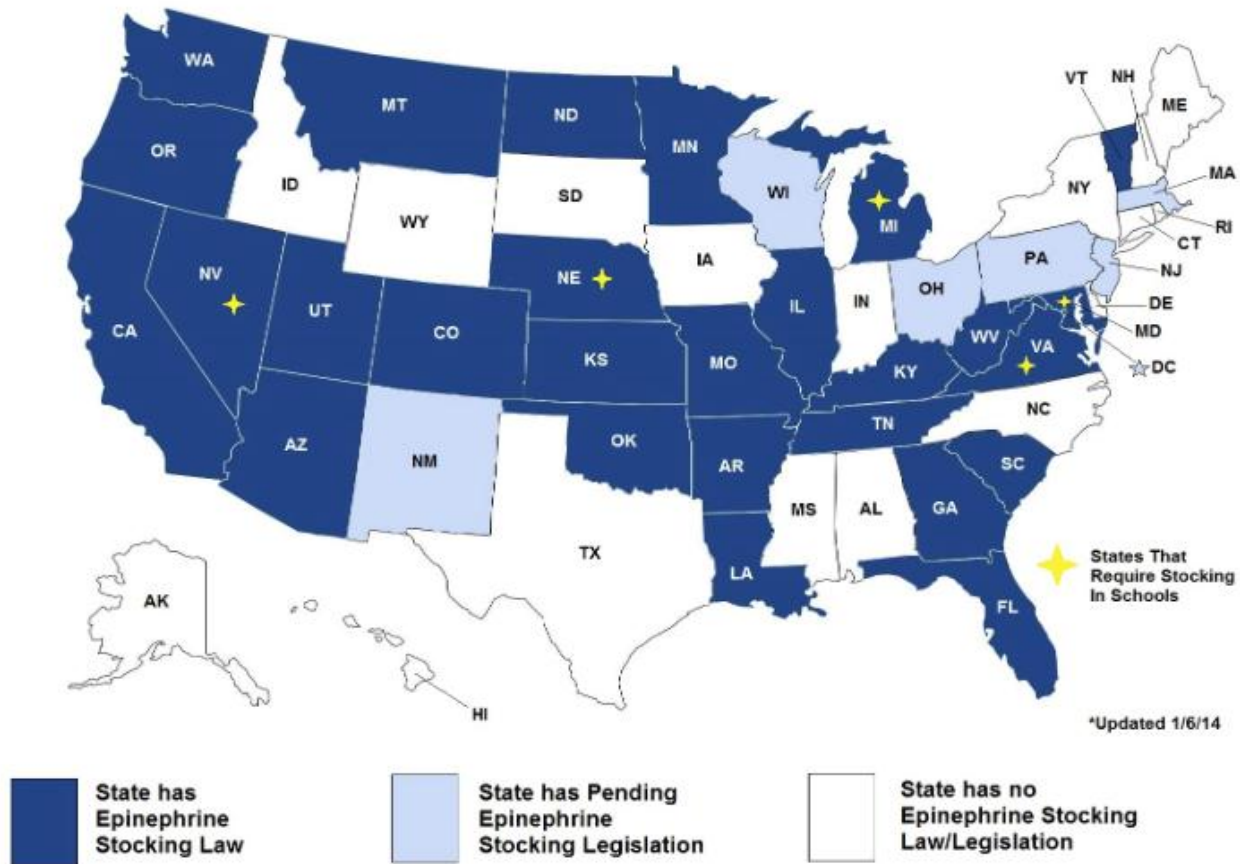 WA
MT
ND
MN
VT
NH
ME
OR
ID
WY
SD
WI
MI
NY
MA
RI
CT
NV
NE
IA
PA
NJ
CA
UT
CO
IL
IN
OH
DE
MD
KS
MO
WV
VA
DC
KY
NC
AZ
NM
OK
AR
TN
SC
MS
AL
GA
TX
LA
FL
AK
HI
States That
Require Stocking
In Schools
*Updated 1/6/14
State has
Epinephrine
Stocking Law
State has Pending
Epinephrine
Stocking Legislation
State has no
Epinephrine Stocking
Law/Legislation